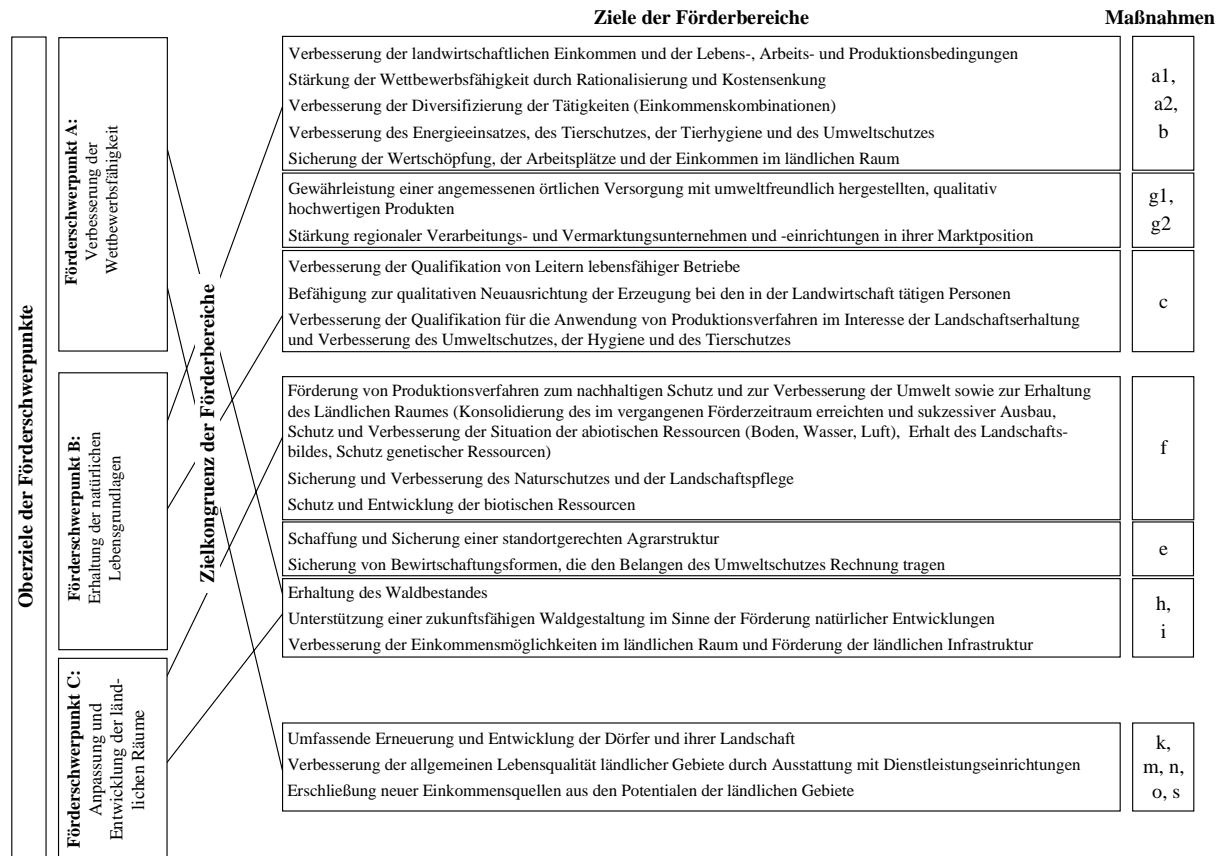 Ziele der Förderbereiche
Maßnahmen
Oberziele der Förderschwerpunkte
Förderschwerpunkt A:
Verbesserung der
Wettbewerbsfähigkeit
Förderschwerpunkt B:
Erhaltung der natürlichen
Lebensgrundlagen
Förderschwerpunkt C:
Anpassung und
Entwicklung der länd-
lichen Räume
Zielkongruenz der Förderbereiche
Verbesserung der landwirtschaftlichen Einkommen und der Lebens-, Arbeits- und Produktionsbedingungen
Stärkung der Wettbewerbsfähigkeit durch Rationalisierung und Kostensenkung
Verbesserung der Diversifizierung der Tätigkeiten (Einkommenskombinationen)
Verbesserung des Energieeinsatzes, des Tierschutzes, der Tierhygiene und des Umweltschutzes
Sicherung der Wertschöpfung, der Arbeitsplätze und der Einkommen im ländlichen Raum
a1,
a2,
b
Gewährleistung einer angemessenen örtlichen Versorgung mit umweltfreundlich hergestellten, qualitativ
hochwertigen Produkten
Stärkung regionaler Verarbeitungs- und Vermarktungsunternehmen und -einrichtungen in ihrer Marktposition
g1,
g2
Verbesserung der Qualifikation von Leitern lebensfähiger Betriebe
Befähigung zur qualitativen Neuausrichtung der Erzeugung bei den in der Landwirtschaft tätigen Personen
Verbesserung der Qualifikation für die Anwendung von Produktionsverfahren im Interesse der Landschaftserhaltung
und Verbesserung des Umweltschutzes, der Hygiene und des Tierschutzes
c
Förderung von Produktionsverfahren zum nachhaltigen Schutz und zur Verbesserung der Umwelt sowie zur Erhaltung
des Ländlichen Raumes (Konsolidierung des im vergangenen Förderzeitraum erreichten und sukzessiver Ausbau,
Schutz und Verbesserung der Situation der abiotischen Ressourcen (Boden, Wasser, Luft), Erhalt des Landschafts-
bildes, Schutz genetischer Ressourcen)
Sicherung und Verbesserung des Naturschutzes und der Landschaftspflege
Schutz und Entwicklung der biotischen Ressourcen
f
Schaffung und Sicherung einer standortgerechten Agrarstruktur
Sicherung von Bewirtschaftungsformen, die den Belangen des Umweltschutzes Rechnung tragen
e
Erhaltung des Waldbestandes
Unterstützung einer zukunftsfähigen Waldgestaltung im Sinne der Förderung natürlicher Entwicklungen
Verbesserung der Einkommensmöglichkeiten im ländlichen Raum und Förderung der ländlichen Infrastruktur
h,
i
Umfassende Erneuerung und Entwicklung der Dörfer und ihrer Landschaft
Verbesserung der allgemeinen Lebensqualität ländlicher Gebiete durch Ausstattung mit Dienstleistungseinrichtungen
Erschließung neuer Einkommensquellen aus den Potentialen der ländlichen Gebiete
k,
m, n,
o, s